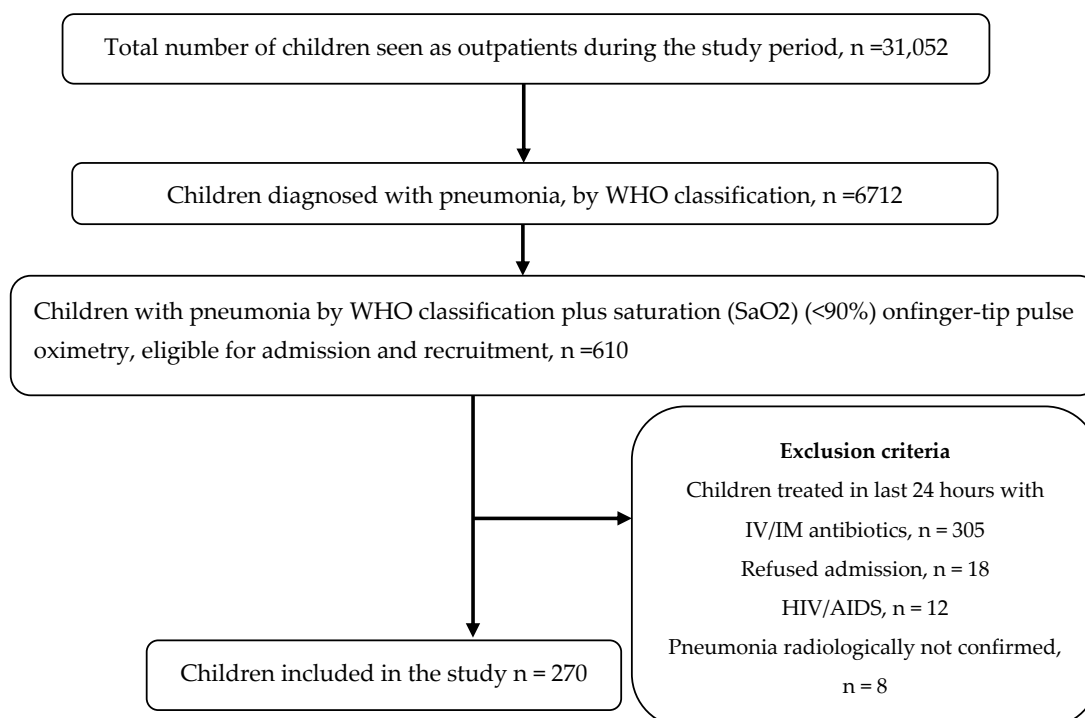 Total number of children seen as outpatients during the study period, n =31,052
Children diagnosed with pneumonia, by WHO classification, n =6712
Children with pneumonia by WHO classification plus saturation (SaO2) (<90%) onfinger-tip pulse
oximetry, eligible for admission and recruitment, n =610
Exclusion criteria
Children treated in last 24 hours with
IV/IM antibiotics, n = 305
Refused admission, n = 18
HIV/AIDS, n = 12
Pneumonia radiologically not confirmed,
n = 8
Children included in the study n = 270